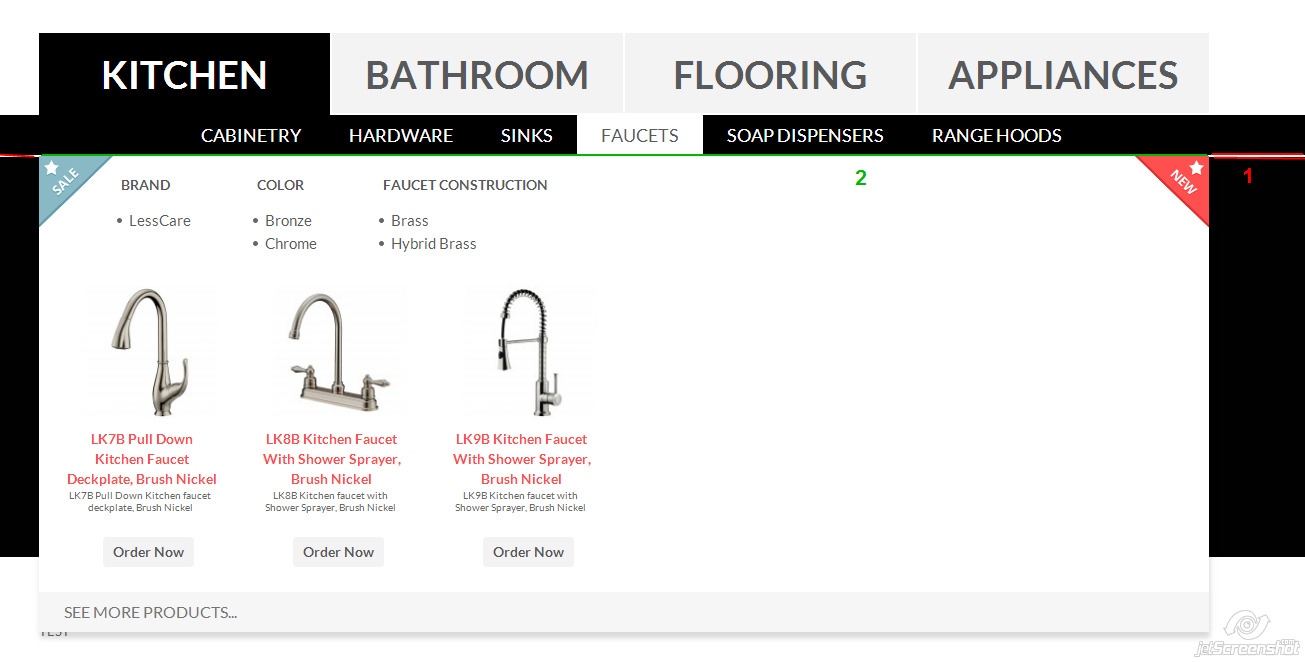 KITCHEN BATHROOM FLOORING APPLIANCES
CABINETRY HARDWARE SINKS FAUCETS SOAP DISPENSERS RANGE HOODS
SALE
NEW
1
2
BRAND COLOR FAUCET CONSTRUCTION
• LessCare • Bronze • Brass
• Chrome • Hybrid Brass
LK7B Pull Down
Kitchen Faucet
Deckplate, Brush Nickel
LK7B Pull Down Kitchen faucet
deckplate, Brush Nickel
Order Now
LK8B Kitchen Faucet
With Shower Sprayer,
Brush Nickel
LK8B Kitchen faucet with
Shower Sprayer, Brush Nickel
Order Now
LK9B Kitchen Faucet
With Shower Sprayer,
Brush Nickel
LK9B Kitchen faucet with
Shower Sprayer, Brush Nickel
Order Now
SEE MORE PRODUCTS...
TEST
jetScreenshot.com